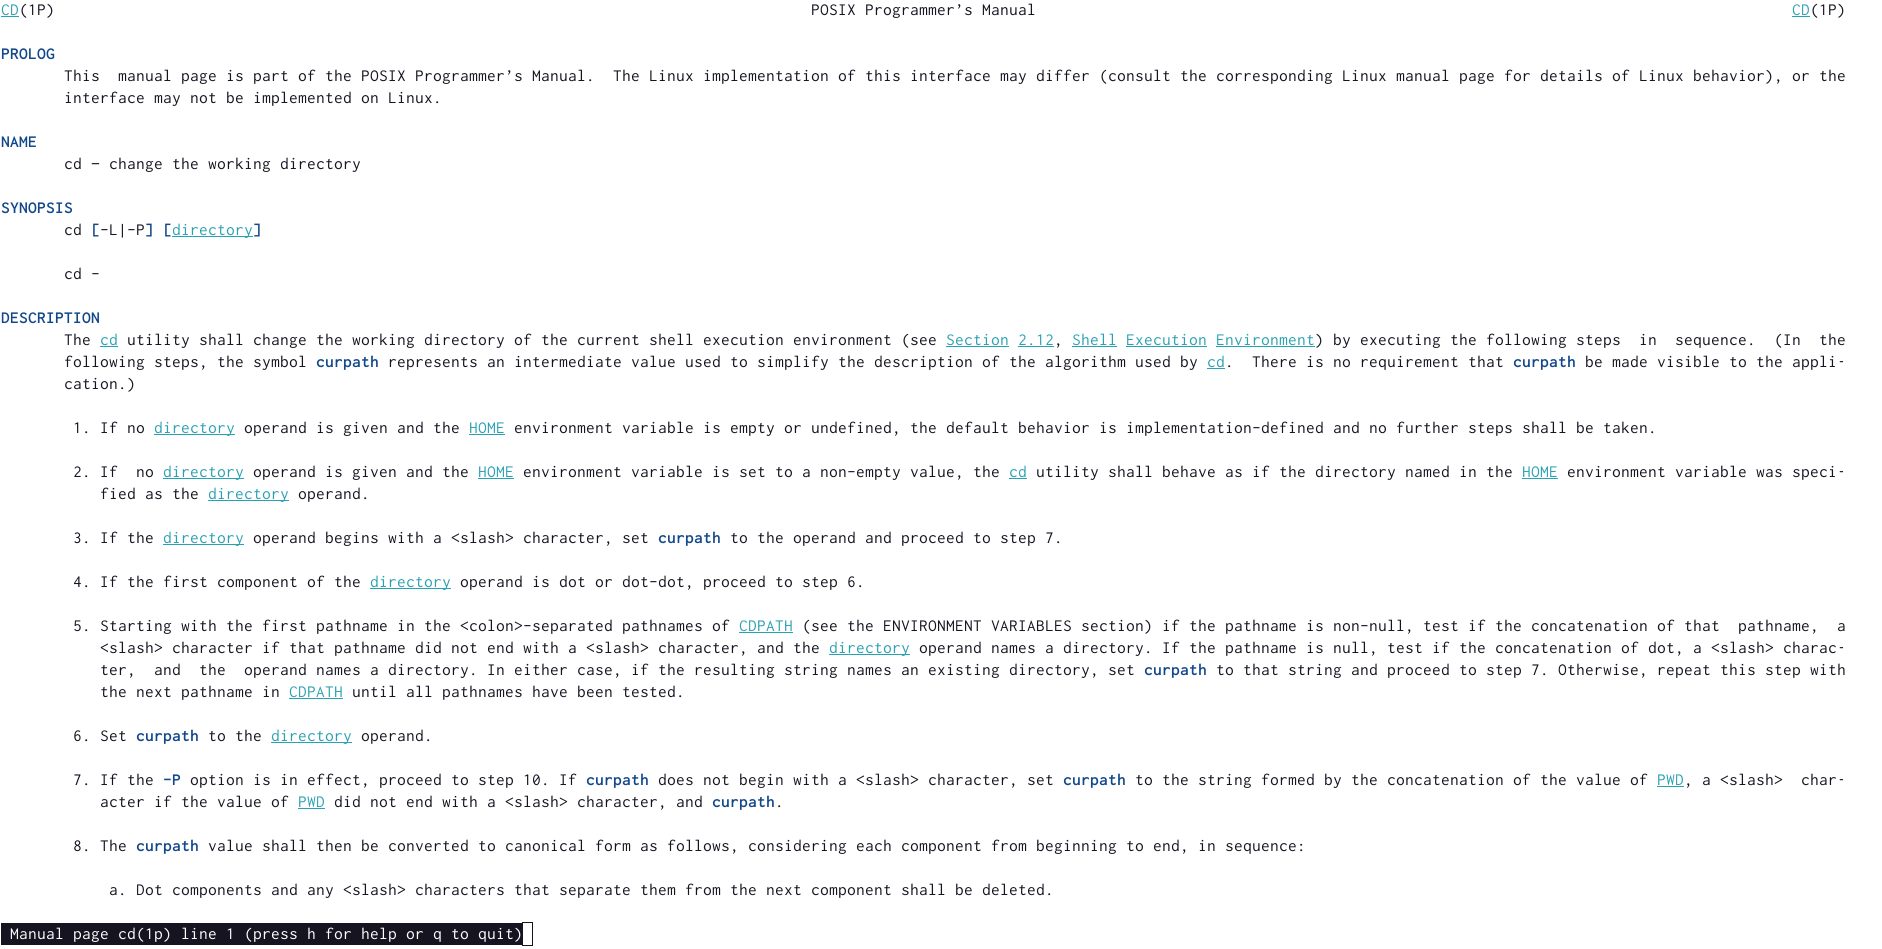 CD(1P) POSIX Programmer’s Manual CD(1P)
PROLOG
This manual page is part of the POSIX Programmer’s Manual. The Linux implementation of this interface may differ (consult the corresponding Linux manual page for details of Linux behavior), or the
interface may not be implemented on Linux.
NAME
cd — change the working directory
SYNOPSIS
cd [-L|-P] [directory]
cd -
DESCRIPTION
The cd utility shall change the working directory of the current shell execution environment (see Section 2.12, Shell Execution Environment) by executing the following steps in sequence. (In the
following steps, the symbol curpath represents an intermediate value used to simplify the description of the algorithm used by cd. There is no requirement that curpath be made visible to the appli‐
cation.)
1. If no directory operand is given and the HOME environment variable is empty or undefined, the default behavior is implementation-defined and no further steps shall be taken.
2. If no directory operand is given and the HOME environment variable is set to a non-empty value, the cd utility shall behave as if the directory named in the HOME environment variable was speci‐
fied as the directory operand.
3. If the directory operand begins with a <slash> character, set curpath to the operand and proceed to step 7.
4. If the first component of the directory operand is dot or dot-dot, proceed to step 6.
5. Starting with the first pathname in the <colon>-separated pathnames of CDPATH (see the ENVIRONMENT VARIABLES section) if the pathname is non-null, test if the concatenation of that pathname, a
<slash> character if that pathname did not end with a <slash> character, and the directory operand names a directory. If the pathname is null, test if the concatenation of dot, a <slash> charac‐
ter, and the operand names a directory. In either case, if the resulting string names an existing directory, set curpath to that string and proceed to step 7. Otherwise, repeat this step with
the next pathname in CDPATH until all pathnames have been tested.
6. Set curpath to the directory operand.
7. If the -P option is in effect, proceed to step 10. If curpath does not begin with a <slash> character, set curpath to the string formed by the concatenation of the value of PWD, a <slash> char‐
acter if the value of PWD did not end with a <slash> character, and curpath.
8. The curpath value shall then be converted to canonical form as follows, considering each component from beginning to end, in sequence:
a. Dot components and any <slash> characters that separate them from the next component shall be deleted.
Manual page cd(1p) line 1 (press h for help or q to quit)